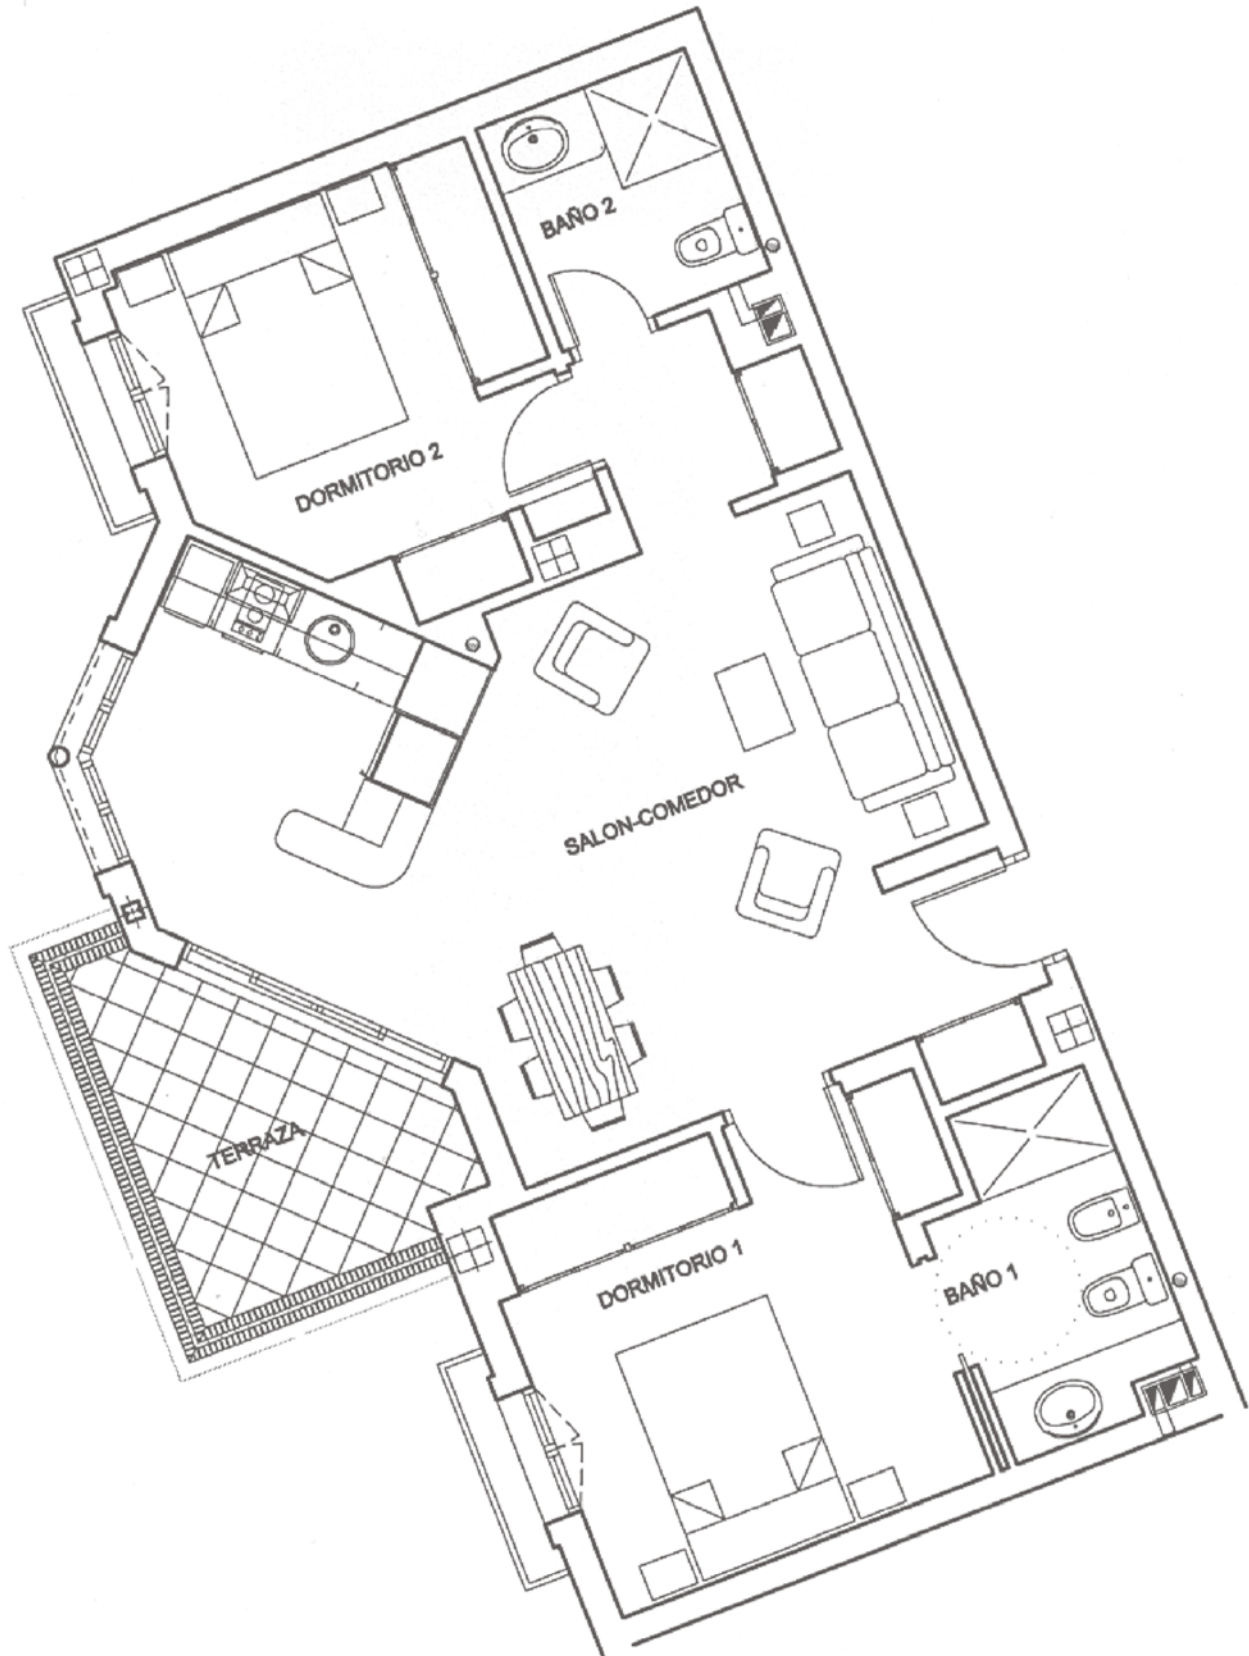 BAÑO 2
DORMITORIO 2
SALON-COMEDOR
TERRAZA
DORMITORIO 1
BAÑO 1